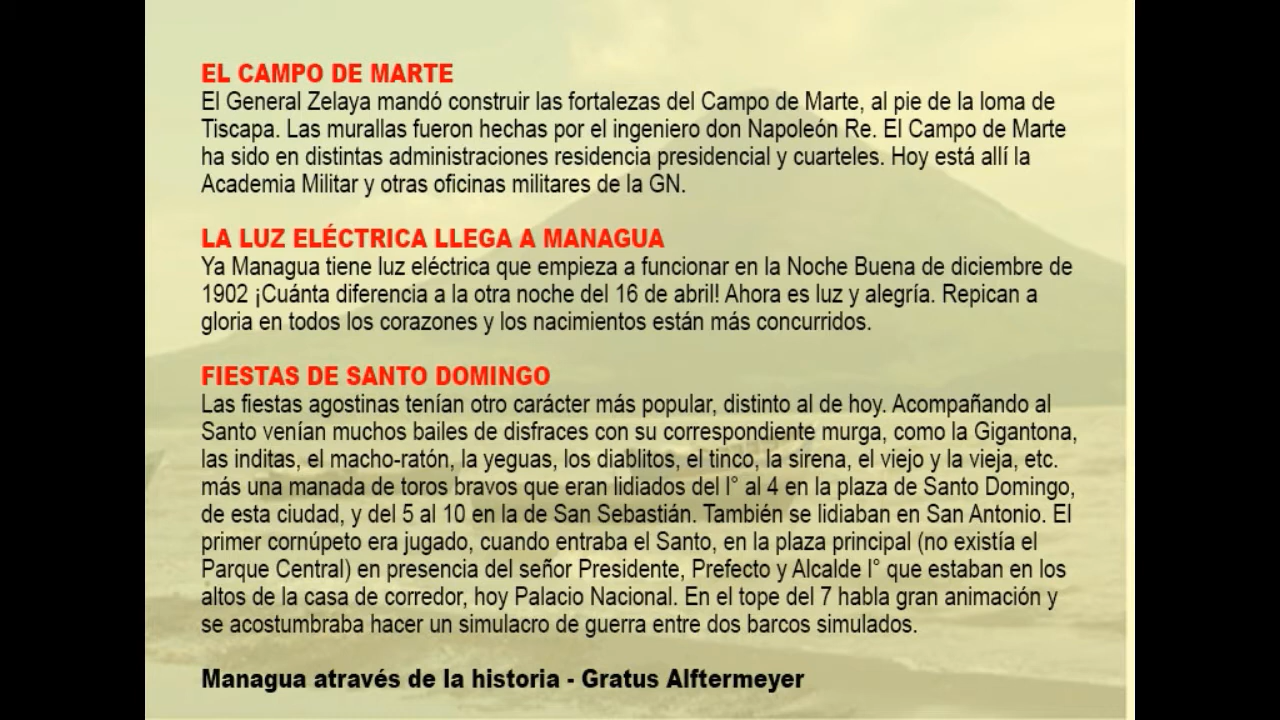 EL CAMPO DE MARTE
El General Zelaya mandó construir las fortalezas del Campo de Marte, al pie de la loma de
Tiscapa. Las murallas fueron hechas por el ingeniero don Napoleón Re. El Campo de Marte
ha sido en distintas administraciones residencia presidencial y cuarteles. Hoy está allí la
Academia Militar y otras oficinas militares de la GN.
LA LUZ ELÉCTRICA LLEGA A MANAGUA
Ya Managua tiene luz eléctrica que empieza a funcionar en la Noche Buena de diciembre de
1902 ¡Cuánta diferencia a la otra noche del 16 de abril! Ahora es luz y alegría. Repican a
gloria en todos los corazones y los nacimientos están más concurridos.
FIESTAS DE SANTO DOMINGO
Las fiestas agostinas tenían otro carácter más popular, distinto al de hoy. Acompañando al
Santo venían muchos bailes de disfraces con su correspondiente murga, como la Gigantona,
las inditas, el macho-ratón, la yeguas, los diablitos, el tinco, la sirena, el viejo y la vieja, etc.
más una manada de toros bravos que eran lidiados del I° al 4 en la plaza de Santo Domingo,
de esta ciudad, y del 5 al 10 en la de San Sebastián. También se lidiaban en San Antonio. El
primer cornúpeto era jugado, cuando entraba el Santo, en la plaza principal (no existía el
Parque Central) en presencia del señor Presidente, Prefecto y Alcalde I° que estaban en los
altos de la casa de corredor, hoy Palacio Nacional. En el tope del 7 habla gran animación y
se acostumbraba hacer un simulacro de guerra entre dos barcos simulados.
Managua através de la historia - Gratus Alftermeyer